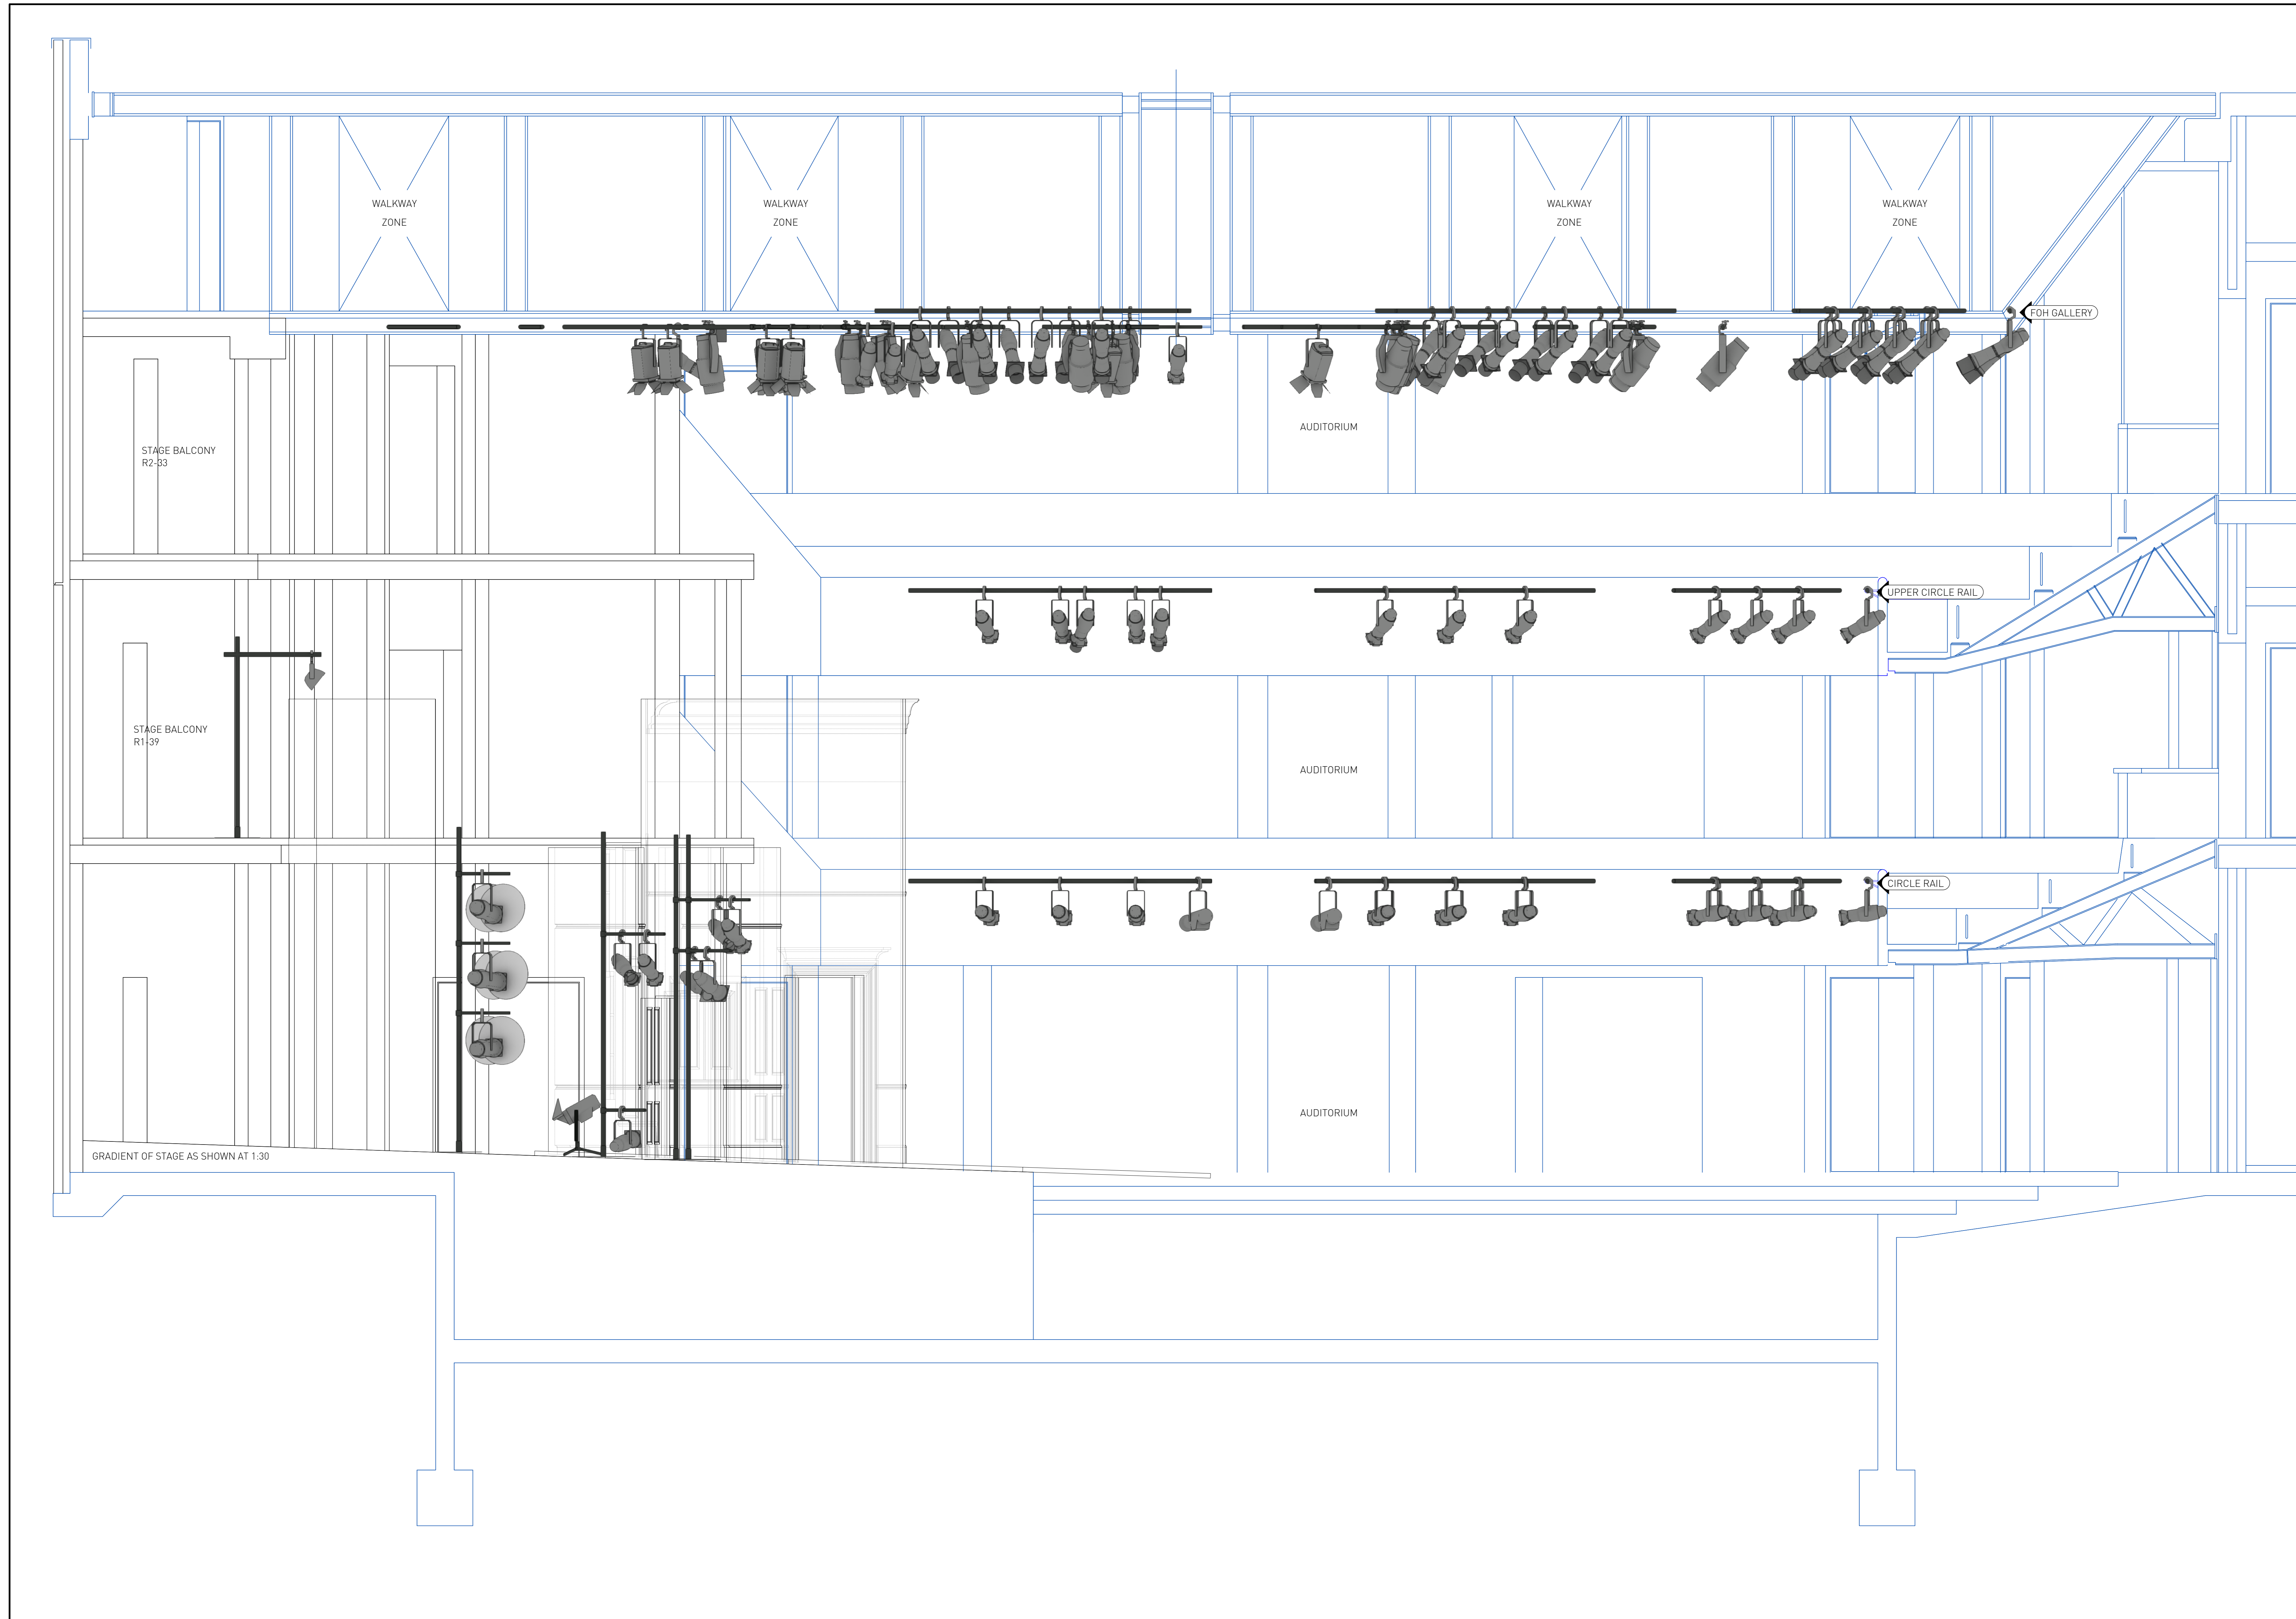 WALKWAY
ZONE
WALKWAY
ZONE
WALKWAY
ZONE
WALKWAY
ZONE
FOH GALLERY
AUDITORIUM
STAGE BALCONY
R2-33
UPPER CIRCLE RAIL
STAGE BALCONY
R1-39
AUDITORIUM
CIRCLE RAIL
AUDITORIUM
GRADIENT OF STAGE AS SHOWN AT 1:30